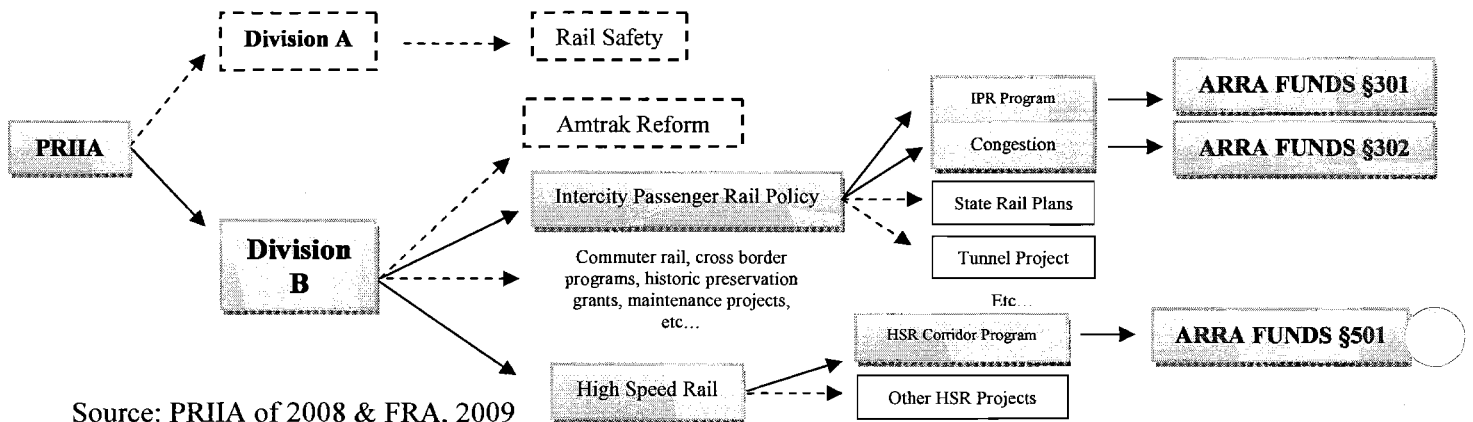 Division A
Rail Safety
ARRA FUNDS §301
IPR Program
Amtrak Reform
PRIIA
Congestion
ARRA FUNDS §302
Intercity Passenger Rail Policy
State Rail Plans
Division
B
Tunnel Project
Commuter rail, cross border
programs, historic preservation
grants, maintenance projects,
etc...
Etc...
HSR Corridor Program
ARRA FUNDS §501
High Speed Rail
Other HSR Projects
Source: PRIIA of 2008 & FRA, 2009